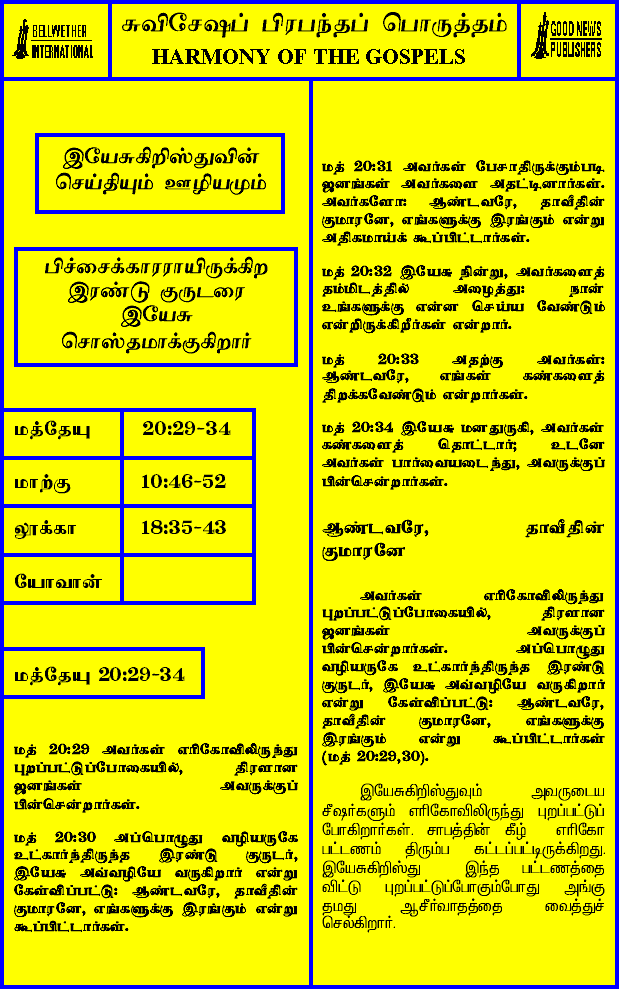 BELLWETHER
INTERNATIONAL
சுவிசேஷப் பிரபந்தப் பொருத்தம்
HARMONY OF THE GOSPELS
GOOD NEWS
PUBLISHERS
இயேசுகிறிஸ்துவின்
செய்தியும் ஊழியமும்
பிச்சைக்காரராயிருக்கிற
இரண்டு குருடரை
இயேசு
சொஸ்தமாக்குகிறார்
மத்தேயு 20:29-34
மாற்கு 10:46-52
லூக்கா 18:35-43
யோவான்
மத்தேயு 20:29-34
மத் 20:29 அவர்கள் எரிகோவிலிருந்து
புறப்பட்டுப்போகையில், திரளான
ஜனங்கள் அவருக்குப்
பின்சென்றார்கள்.
மத் 20:30 அப்பொழுது வழியருகே
உட்கார்ந்திருந்த இரண்டு குருடர்,
இயேசு அவ்வழியே வருகிறார் என்று
கேள்விப்பட்டு: ஆண்டவரே, தாவீதின்
குமாரனே, எங்களுக்கு இரங்கும் என்று
கூப்பிட்டார்கள்.
மத் 20:31 அவர்கள் பேசாதிருக்கும்படி
ஜனங்கள் அவர்களை அதட்டினார்கள்.
அவர்களோ: ஆண்டவரே, தாவீதின்
குமாரனே, எங்களுக்கு இரங்கும் என்று
அதிகமாய்க் கூப்பிட்டார்கள்.
மத் 20:32 இயேசு நின்று, அவர்களைத்
தம்மிடத்தில் அழைத்து: நான்
உங்களுக்கு என்ன செய்ய வேண்டும்
என்றிருக்கிறீர்கள் என்றார்.
மத் 20:33 அதற்கு அவர்கள்:
ஆண்டவரே, எங்கள் கண்களைத்
திறக்கவேண்டும் என்றார்கள்.
மத் 20:34 இயேசு மனதுருகி, அவர்கள்
கண்களைத் தொட்டார்; உடனே
அவர்கள் பார்வையடைந்து, அவருக்குப்
பின்சென்றார்கள்.
ஆண்டவரே, தாவீதின்
குமாரனே
அவர்கள் எரிகோவிலிருந்து
புறப்பட்டுப்போகையில், திரளான
ஜனங்கள் அவருக்குப்
பின்சென்றார்கள். அப்பொழுது
வழியருகே உட்கார்ந்திருந்த இரண்டு
குருடர், இயேசு அவ்வழியே வருகிறார்
என்று கேள்விப்பட்டு: ஆண்டவரே,
தாவீதின் குமாரனே, எங்களுக்கு
இரங்கும் என்று கூப்பிட்டார்கள்
(மத் 20:29,30).
இயேசுகிறிஸ்துவும் அவருடைய
சீஷர்களும் எரிகோவிலிருந்து புறப்பட்டுப்
போகிறார்கள். சாபத்தின் கீழ் எரிகோ
பட்டணம் திரும்ப கட்டப்பட்டிருக்கிறது.
இயேசுகிறிஸ்து இந்த பட்டணத்தை
விட்டு புறப்பட்டுப்போகும்போது அங்கு
தமது ஆசீர்வாதத்தை வைத்துச்
செல்கிறார்.